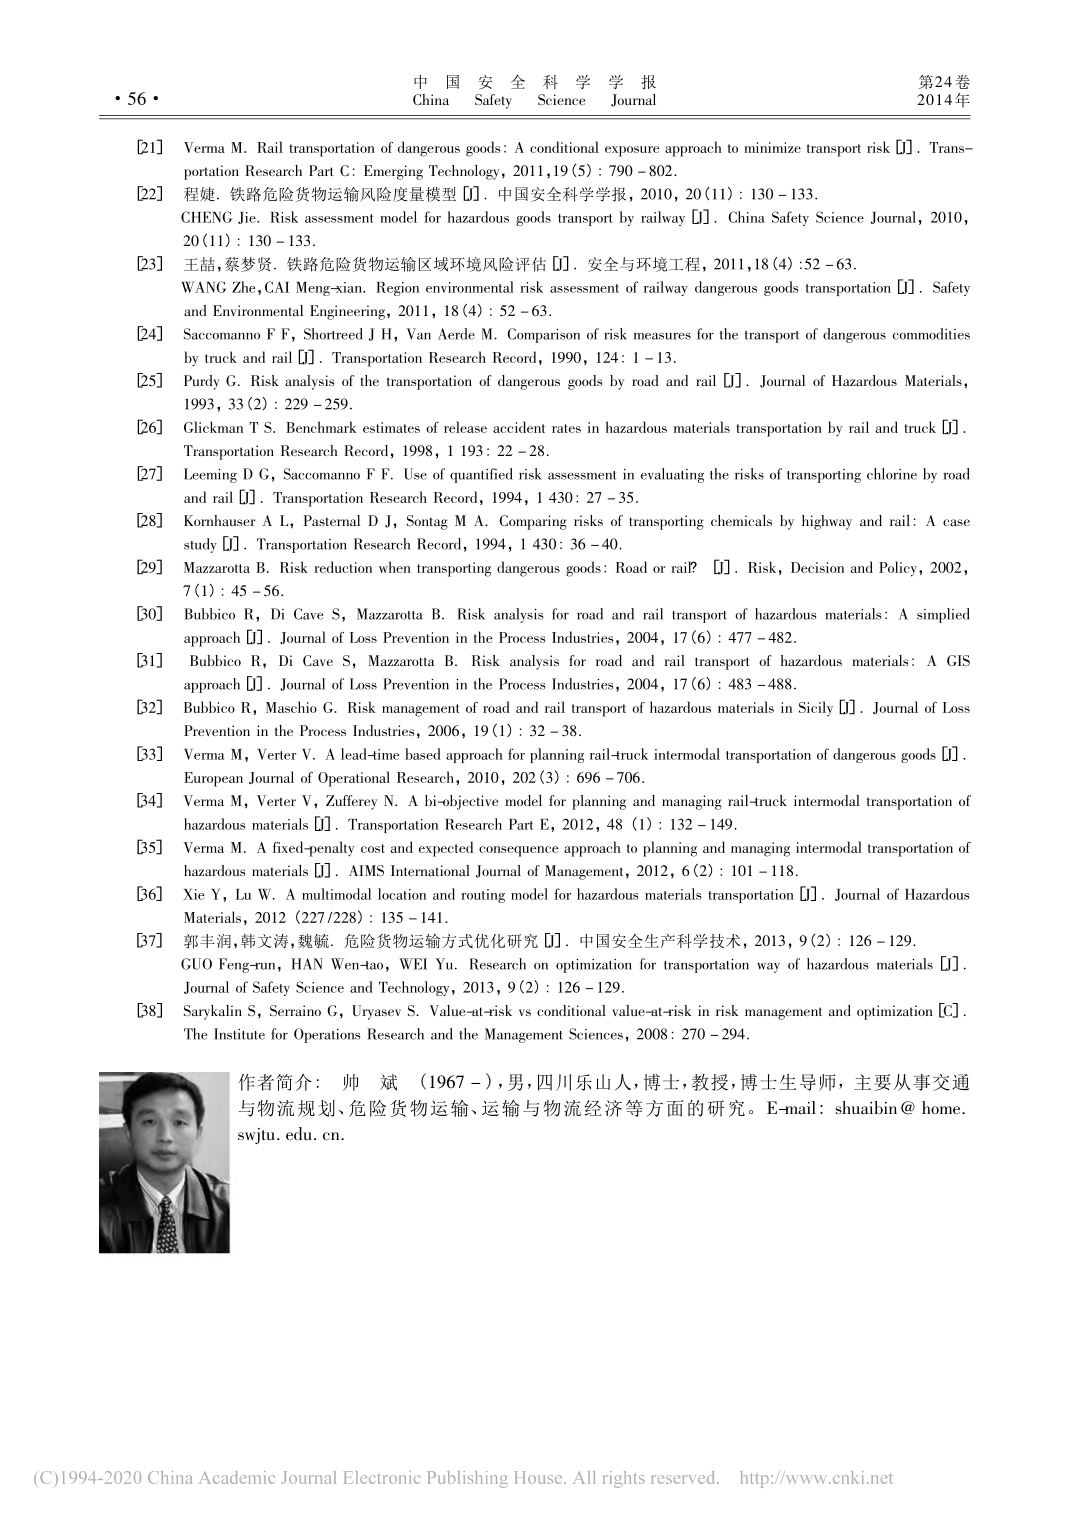 · 56 ·
中 国 安 全 科 学 学 报
China Safety Science Journal
第24卷
2014年
[21] Verma M. Rail transportation of dangerous goods: A conditional exposure approach to minimize transport risk [J]. Trans-
portation Research Part C: Emerging Technology, 2011,19(5): 790-802.
[22] 程婕. 铁路危险货物运输风险度量模型[J]. 中国安全科学学报, 2010, 20(11): 130-133.
CHENG Jie. Risk assessment model for hazardous goods transport by railway [J]. China Safety Science Journal, 2010,
20(11): 130-133.
[23] 王喆,蔡梦贤. 铁路危险货物运输区域环境风险评估[J]. 安全与环境工程, 2011,18(4):52-63.
WANG Zhe,CAI Meng-xian. Region environmental risk assessment of railway dangerous goods transportation [J]. Safety
and Environmental Engineering, 2011, 18(4): 52-63.
[24] Saccomanno F F, Shortreed J H, Van Aerde M. Comparison of risk measures for the transport of dangerous commodities
by truck and rail [J]. Transportation Research Record, 1990, 124: 1-13.
[25] Purdy G. Risk analysis of the transportation of dangerous goods by road and rail [J]. Journal of Hazardous Materials,
1993, 33(2): 229-259.
[26] Glickman T S. Benchmark estimates of release accident rates in hazardous materials transportation by rail and truck [J].
Transportation Research Record, 1998, 1 193: 22-28.
[27] Leeming D G, Saccomanno F F. Use of quantified risk assessment in evaluating the risks of transporting chlorine by road
and rail [J]. Transportation Research Record, 1994, 1 430: 27-35.
[28] Kornhauser A L, Pasternal D J, Sontag M A. Comparing risks of transporting chemicals by highway and rail: A case
study [J]. Transportation Research Record, 1994, 1 430: 36-40.
[29] Mazzarotta B. Risk reduction when transporting dangerous goods: Road or rail? [J]. Risk, Decision and Policy, 2002,
7(1): 45-56.
[30] Bubbico R, Di Cave S, Mazzarotta B. Risk analysis for road and rail transport of hazardous materials: A simplied
approach [J]. Journal of Loss Prevention in the Process Industries, 2004, 17(6): 477-482.
[31] Bubbico R, Di Cave S, Mazzarotta B. Risk analysis for road and rail transport of hazardous materials: A GIS
approach [J]. Journal of Loss Prevention in the Process Industries, 2004, 17(6): 483-488.
[32] Bubbico R, Maschio G. Risk management of road and rail transport of hazardous materials in Sicily [J]. Journal of Loss
Prevention in the Process Industries, 2006, 19(1): 32-38.
[33] Verma M, Verter V. A lead-time based approach for planning rail-truck intermodal transportation of dangerous goods [J].
European Journal of Operational Research, 2010, 202(3): 696-706.
[34] Verma M, Verter V, Zufferey N. A bi-objective model for planning and managing rail-truck intermodal transportation of
hazardous materials [J]. Transportation Research Part E, 2012, 48 (1): 132-149.
[35] Verma M. A fixed-penalty cost and expected consequence approach to planning and managing intermodal transportation of
hazardous materials [J]. AIMS International Journal of Management, 2012, 6(2): 101-118.
[36] Xie Y, Lu W. A multimodal location and routing model for hazardous materials transportation [J]. Journal of Hazardous
Materials, 2012 (227/228): 135-141.
[37] 郭丰润,韩文涛,魏毓. 危险货物运输方式优化研究[J]. 中国安全生产科学技术, 2013, 9(2): 126-129.
GUO Feng-run, HAN Wen-tao, WEI Yu. Research on optimization for transportation way of hazardous materials [J].
Journal of Safety Science and Technology, 2013, 9(2): 126-129.
[38] Sarykalin S, Serraino G, Uryasev S. Value-at-risk vs conditional value-at-risk in risk management and optimization [C].
The Institute for Operations Research and the Management Sciences, 2008: 270-294.
作者简介: 帅 斌 (1967-),男,四川乐山人,博士,教授,博士生导师, 主要从事交通
与物流规划、危险货物运输、运输与物流经济等方面的研究。E-mail: shuaibin@home.
swjtu.edu.cn.
(C)1994-2020 China Academic Journal Electronic Publishing House. All rights reserved. http://www.cnki.net